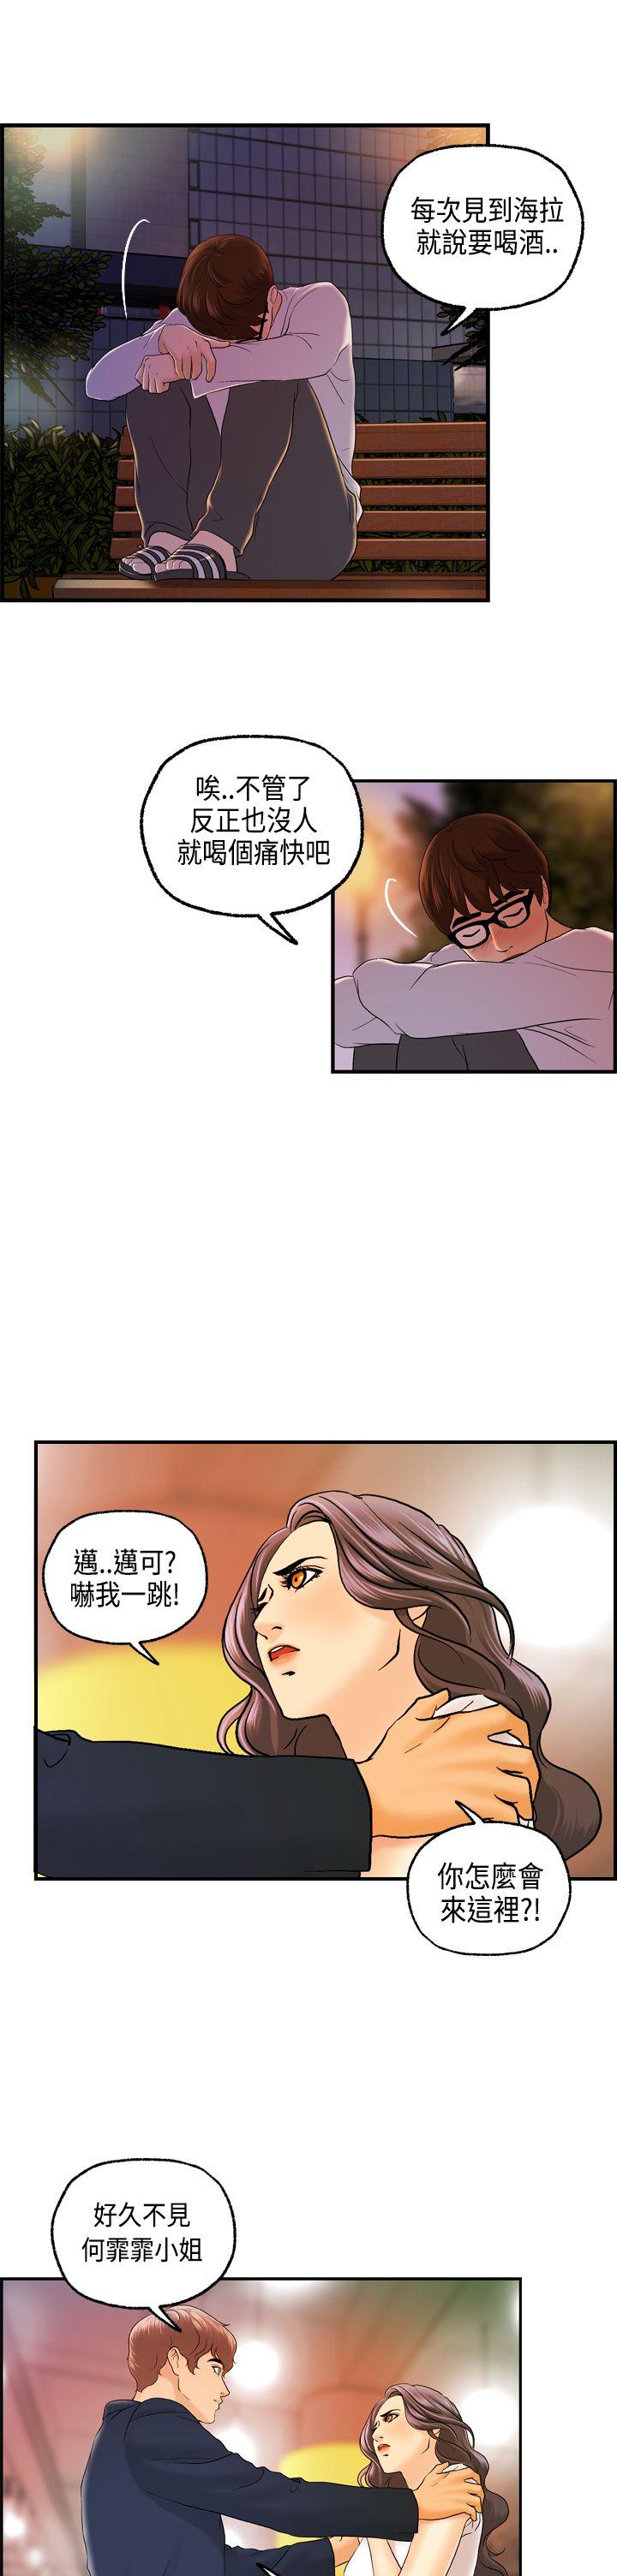 每次見到海拉
就說要喝酒..
唉..不管了
反正也沒人
就喝個痛快吧
邁..邁可?
嚇我一跳!
你怎麼會
來這裡?!
好久不見
何霏霏小姐